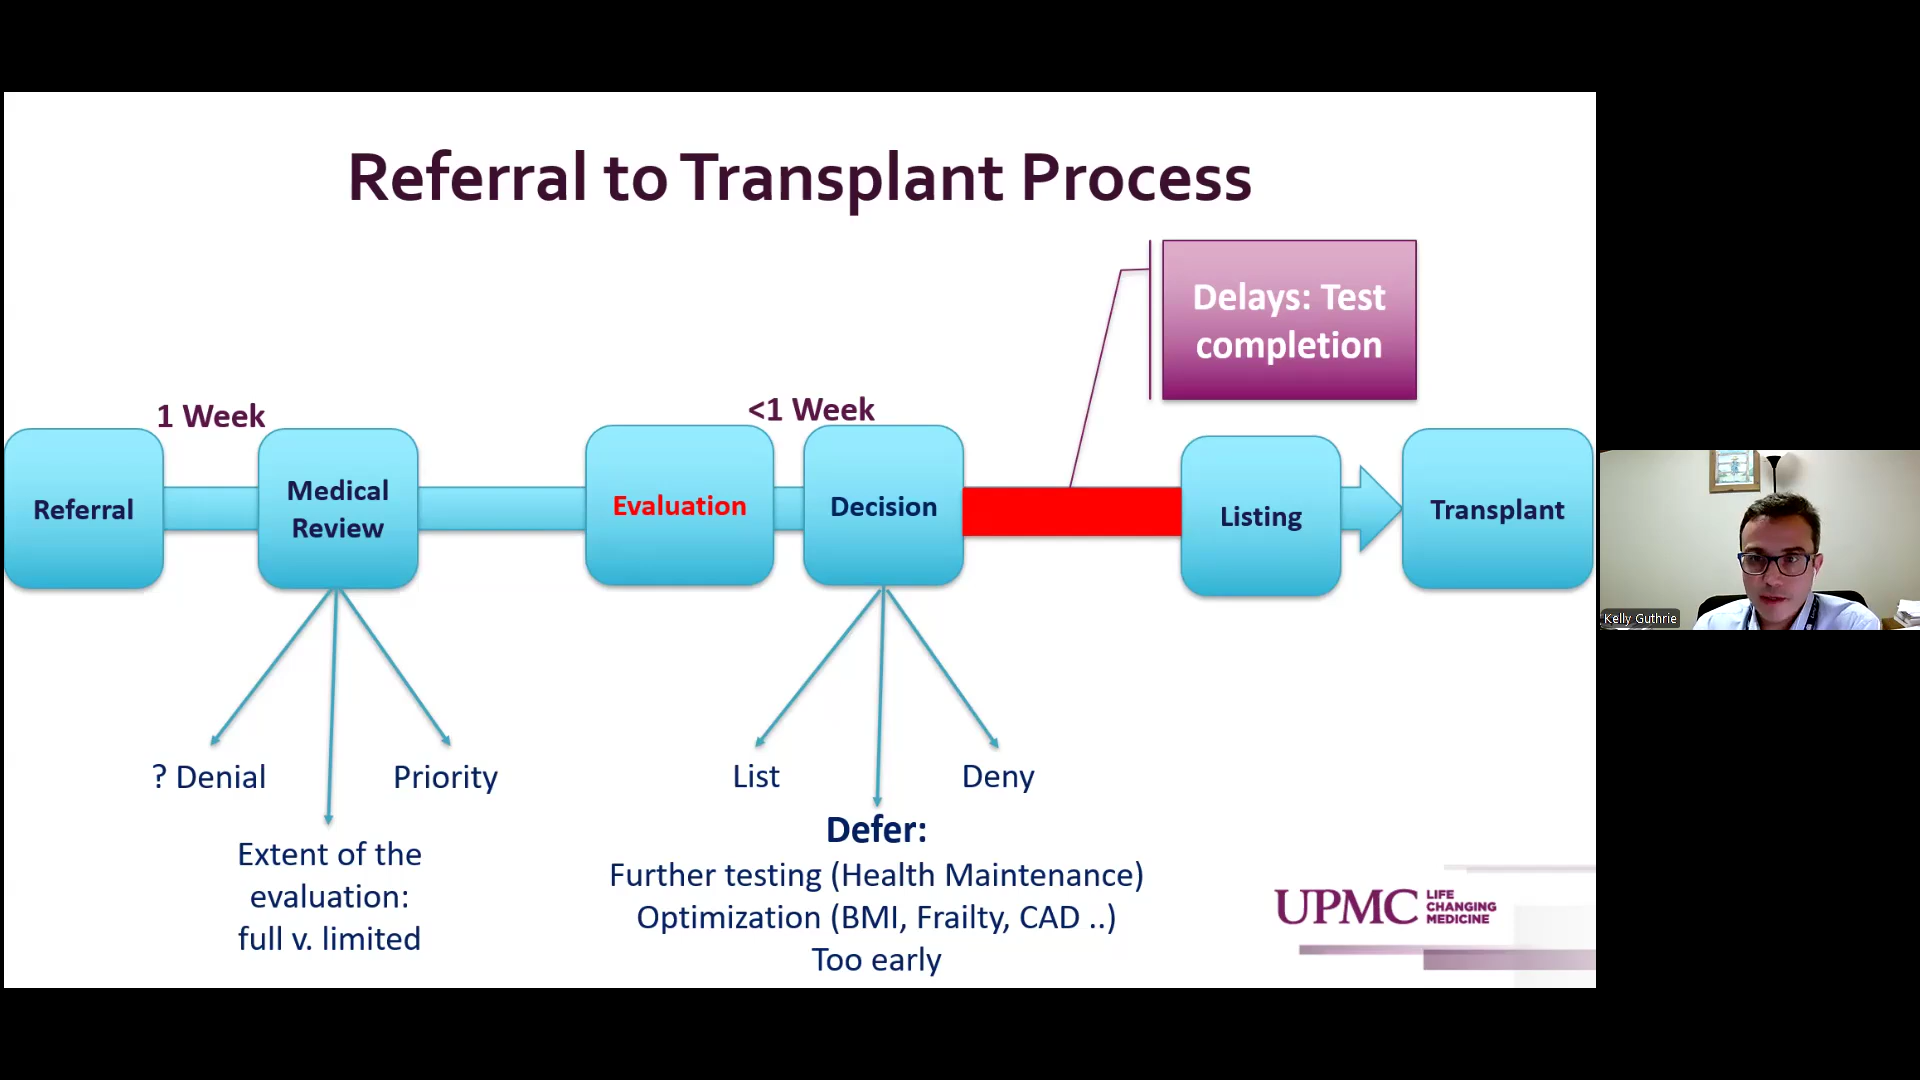 Referral to Transplant Process
Delays: Test
completion
1 Week
<1 Week
Referral
Medical
Review
Evaluation
Decision
Listing
Transplant
? Denial
Priority
Extent of the
evaluation:
full v. limited
List
Deny
Defer:
Further testing (Health Maintenance)
Optimization (BMI, Frailty, CAD ..)
Too early
UPMC LIFE
CHANGING
MEDICINE
Kelly Guthrie